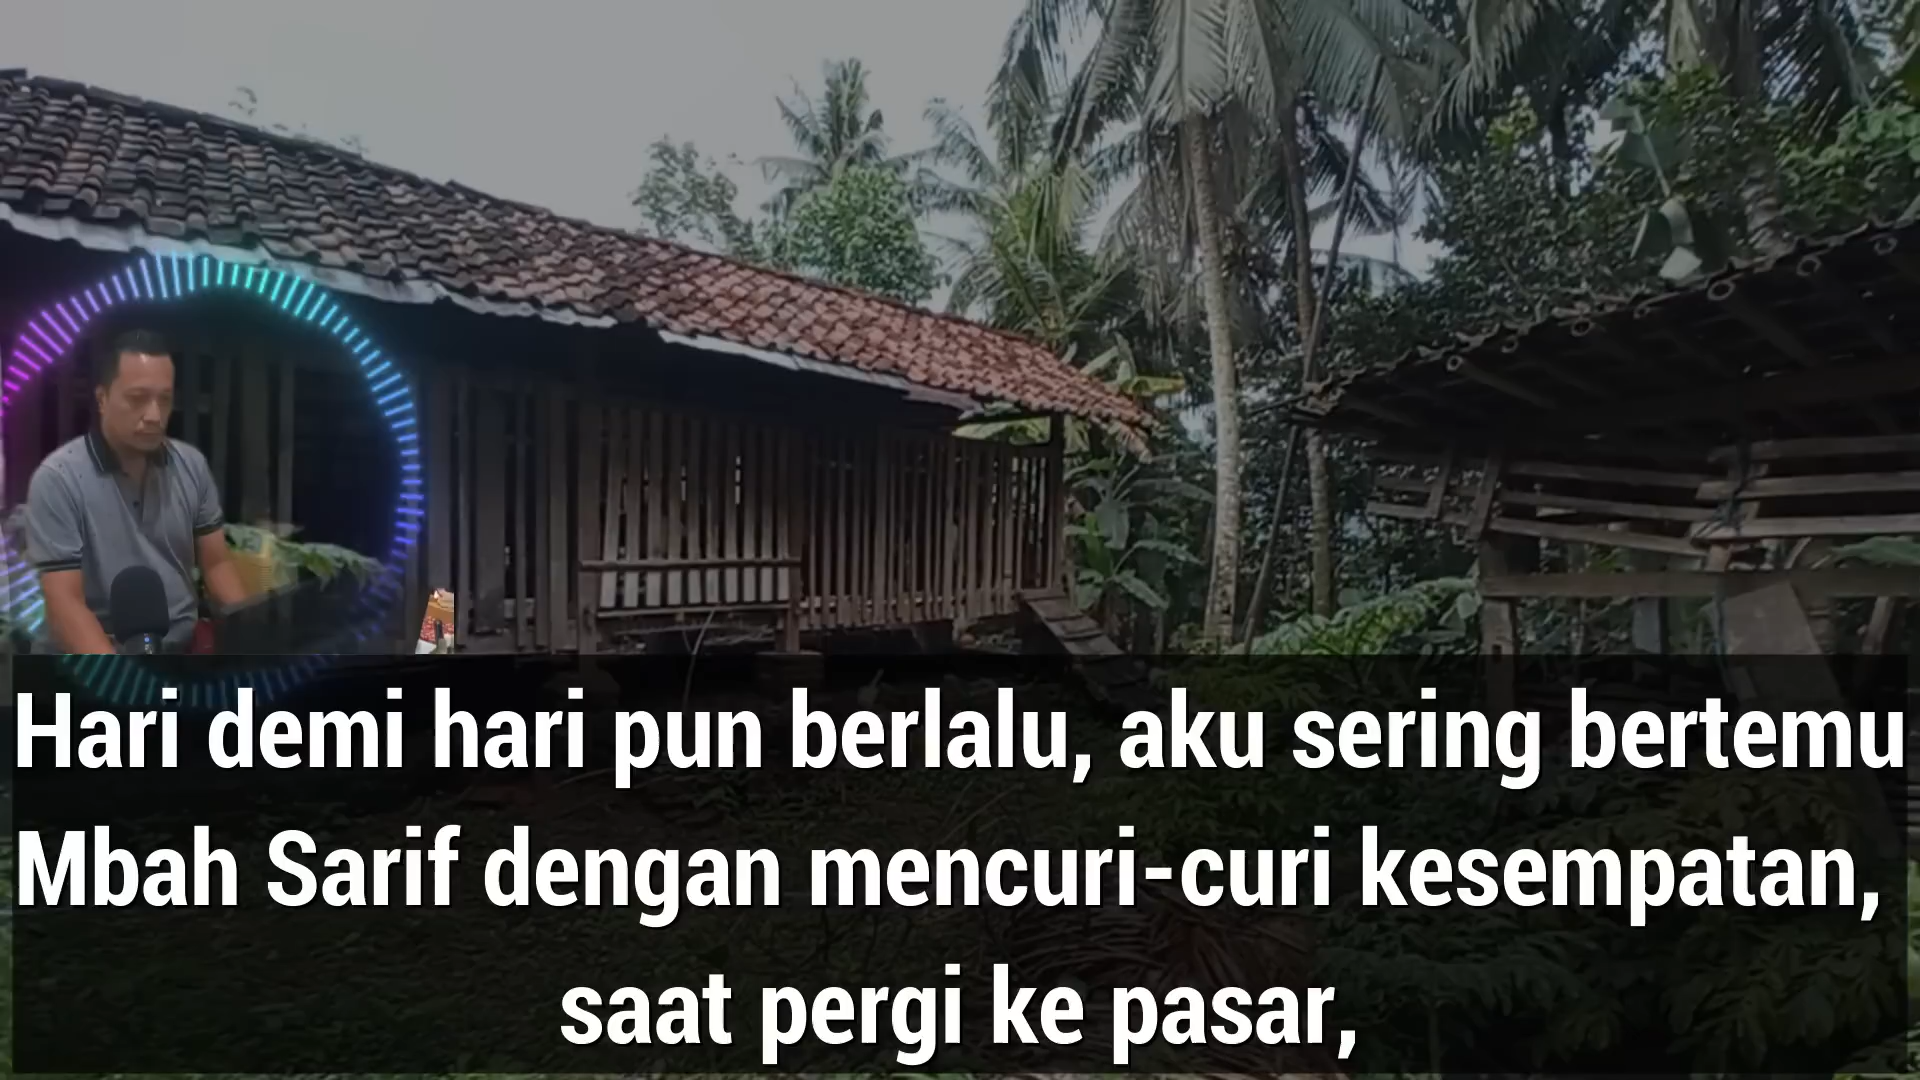 Hari demi hari pun berlalu, aku sering bertemu
Mbah Sarif dengan mencuri-curi kesempatan,
saat pergi ke pasar,